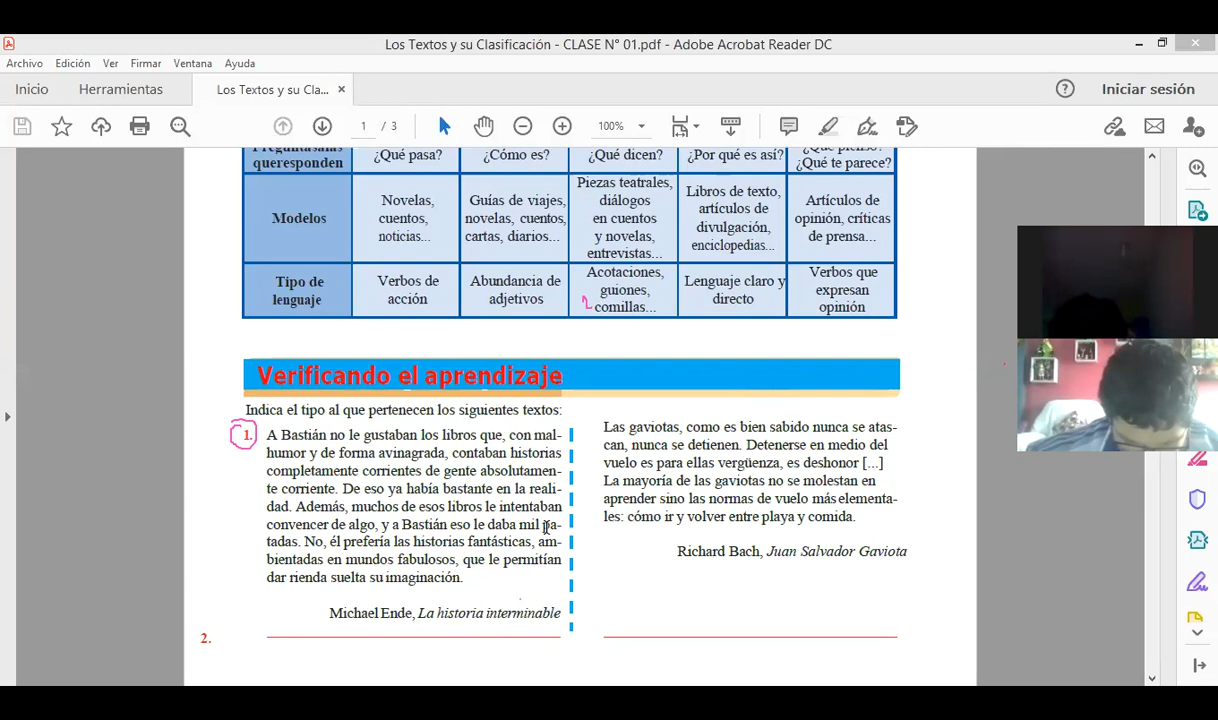 Los Textos y su Clasificación - CLASE N° 01.pdf - Adobe Acrobat Reader DC
Archivo Edición Ver Firmar Ventana Ayuda
Inicio Herramientas Los Textos y su Cla... × Iniciar sesión
1 / 3 100%
queresponden ¿Qué pasa? ¿Cómo es? ¿Qué dicen? ¿Por qué es así? ¿Qué te parece?
Modelos
Novelas,
cuentos,
noticias...
Guías de viajes,
novelas, cuentos,
cartas, diarios...
Piezas teatrales,
diálogos
en cuentos
y novelas,
entrevistas...
Libros de texto,
artículos de
divulgación,
enciclopedias...
Artículos de
opinión, críticas
de prensa...
Tipo de
lenguaje
Verbos de
acción
Abundancia de
adjetivos
Acotaciones,
guiones,
comillas...
Lenguaje claro y
directo
Verbos que
expresan
opinión
Verificando el aprendizaje
Indica el tipo al que pertenecen los siguientes textos:
1. A Bastián no le gustaban los libros que, con mal-
humor y de forma avinagrada, contaban historias
completamente corrientes de gente absolutamen-
te corriente. De eso ya había bastante en la reali-
dad. Además, muchos de esos libros le intentaban
convencer de algo, y a Bastián eso le daba mil pa-
tadas. No, él prefería las historias fantásticas, am-
bientadas en mundos fabulosos, que le permitían
dar rienda suelta su imaginación.
Michael Ende, La historia interminable
2.
Las gaviotas, como es bien sabido nunca se atas-
can, nunca se detienen. Detenerse en medio del
vuelo es para ellas vergüenza, es deshonor [...]
La mayoría de las gaviotas no se molestan en
aprender sino las normas de vuelo más elementa-
les: cómo ir y volver entre playa y comida.
Richard Bach, Juan Salvador Gaviota